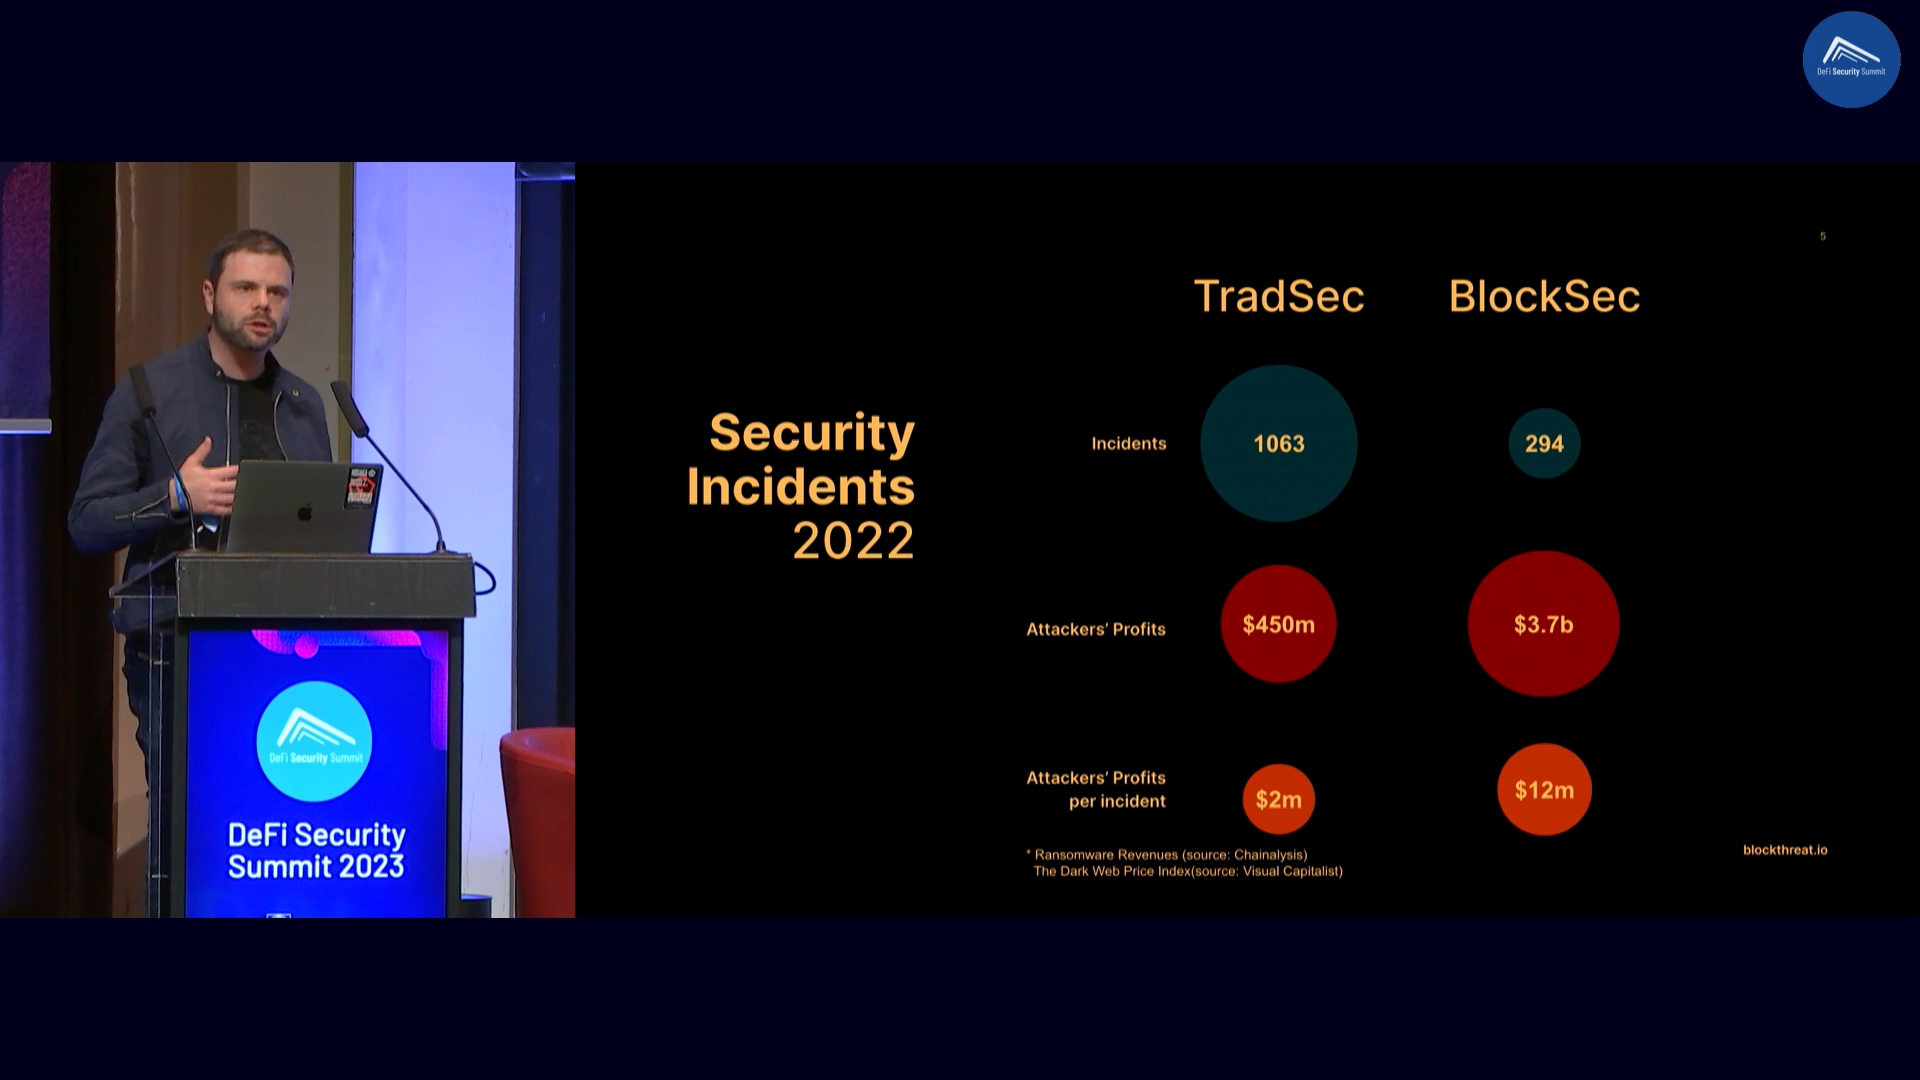 DeFi Security Summit
5
TradSec BlockSec
Security
Incidents
2022
Incidents 1063 294
Attackers’ Profits $450m $3.7b
Attackers’ Profits
per incident
$2m $12m
* Ransomware Revenues (source: Chainalysis)
The Dark Web Price Index(source: Visual Capitalist)
blockthreat.io
DeFi Security Summit
DeFi Security
Summit 2023